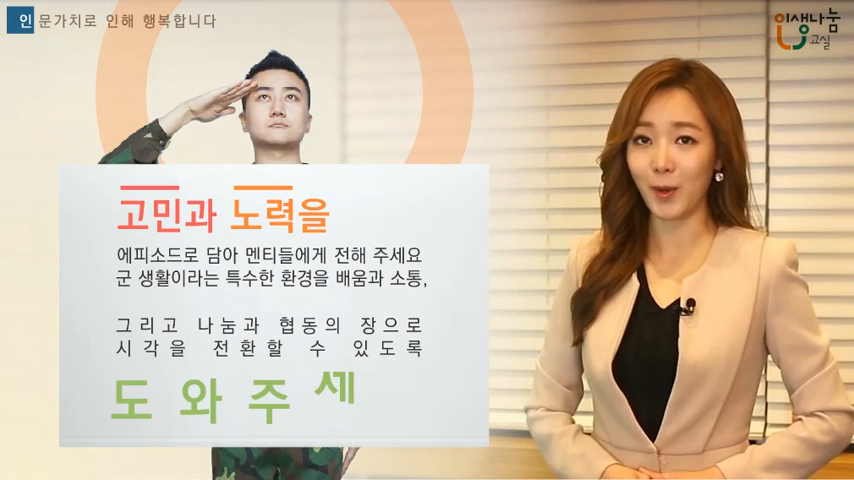 인문가치로 인해 행복합니다
인생나눔
교실
고민과 노력을
에피소드로 담아 멘티들에게 전해 주세요
군 생활이라는 특수한 환경을 배움과 소통,
그리고 나눔과 협동의 장으로
시각을 전환할 수 있도록
도와주세